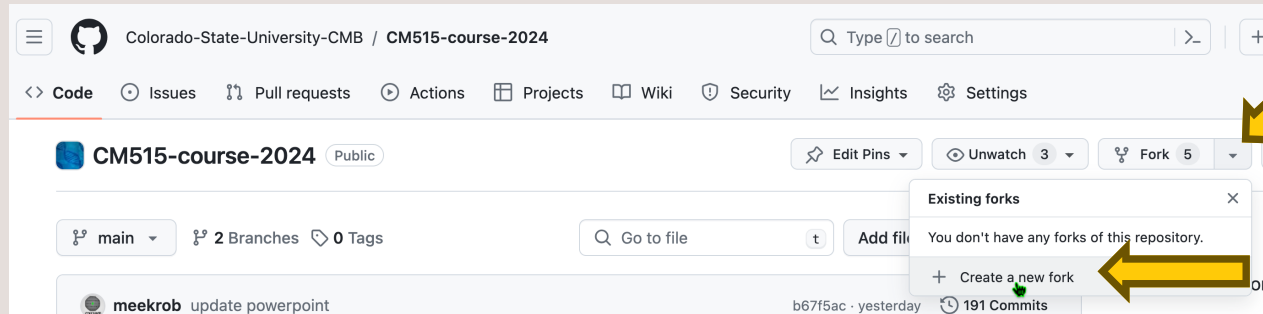 Colorado-State-University-CMB / CM515-course-2024 Type / to search
Code Issues Pull requests Actions Projects Wiki Security Insights Settings
CM515-course-2024 Public Edit Pins Unwatch 3 Fork 5
Existing forks
main 2 Branches 0 Tags Go to file t Add file You don't have any forks of this repository.
Create a new fork
meekrob update powerpoint b67f5ac · yesterday 191 Commits